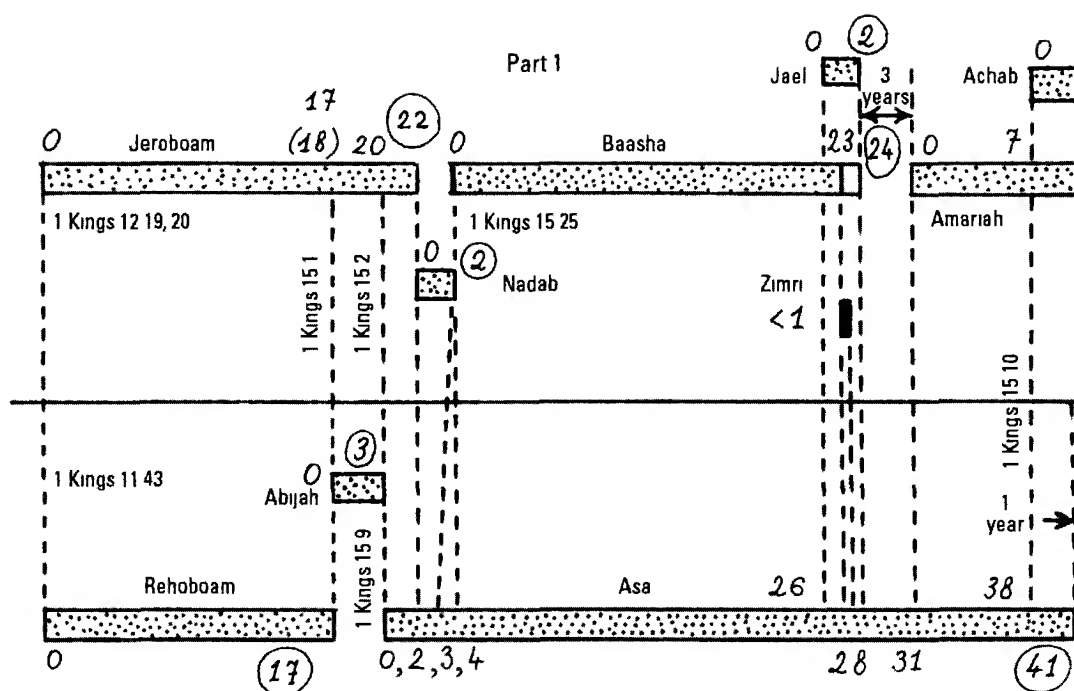 Part 1
0 2
Jael 3 years
0
Achab
17
(18) 20 22
0 Jeroboam
0 Baasha 23 24
0 7
1 Kings 12 19, 20
1 Kings 15 25
Amariah
1 Kings 15 1
1 Kings 15 2
0 2
Nadab
Zimri
<1
1 Kings 15 10
1 Kings 11 43
3
0
Abijah
1 Kings 15 9
1 year
Rehoboam
Asa 26 38
0 17 0, 2, 3, 4 28 31 41